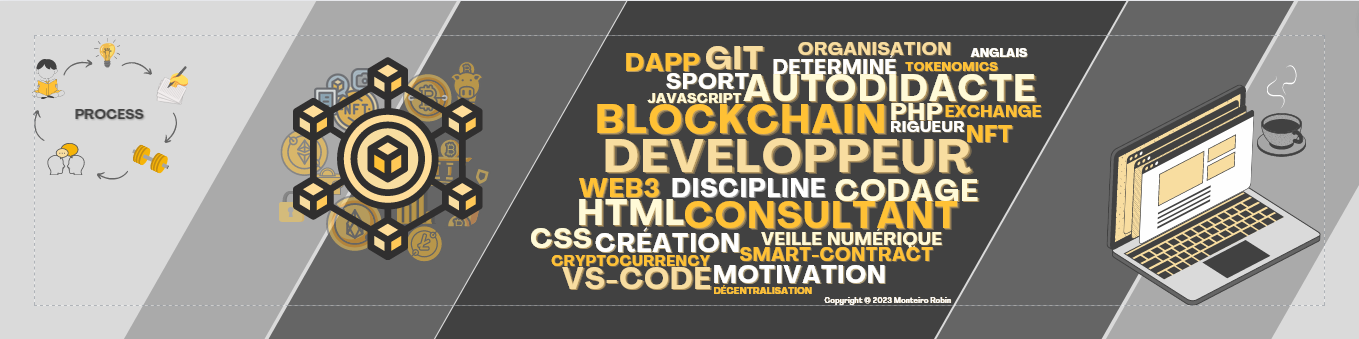 PROCESS
NFT
DAPP GIT ORGANISATION ANGLAIS
DETERMINE TOKENOMICS
SPORT AUTODIDACTE
JAVASCRIPT
BLOCKCHAIN PHP EXCHANGE
RIGUEUR NFT
DEVELOPPEUR
WEB3 DISCIPLINE CODAGE
HTML CONSULTANT
CSS CRÉATION VEILLE NUMÉRIQUE
CRYPTOCURRENCY SMART-CONTRACT
VS-CODE MOTIVATION
DÉCENTRALISATION
Copyright © 2023 Monteiro Robin